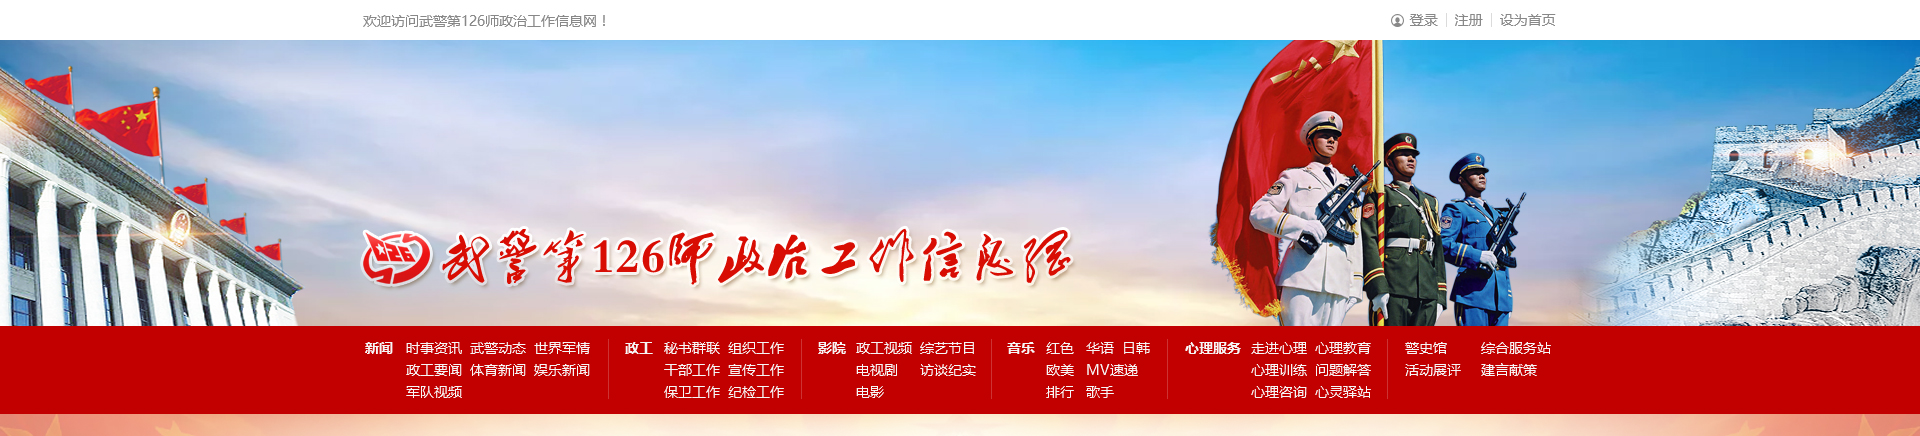 欢迎访问武警第126师政治工作信息网！
登录 注册 设为首页
126 武警第126师政治工作信息网
新闻 时事资讯 武警动态 世界军情 政工 秘书群联 组织工作 影院 政工视频 综艺节目 音乐 红色 华语 日韩 心理服务 走进心理 心理教育 警史馆 综合服务站
政工要闻 体育新闻 娱乐新闻 干部工作 宣传工作 电视剧 访谈纪实 欧美 MV速递 心理训练 问题解答 活动展评 建言献策
军队视频 保卫工作 纪检工作 电影 排行 歌手 心理咨询 心灵驿站